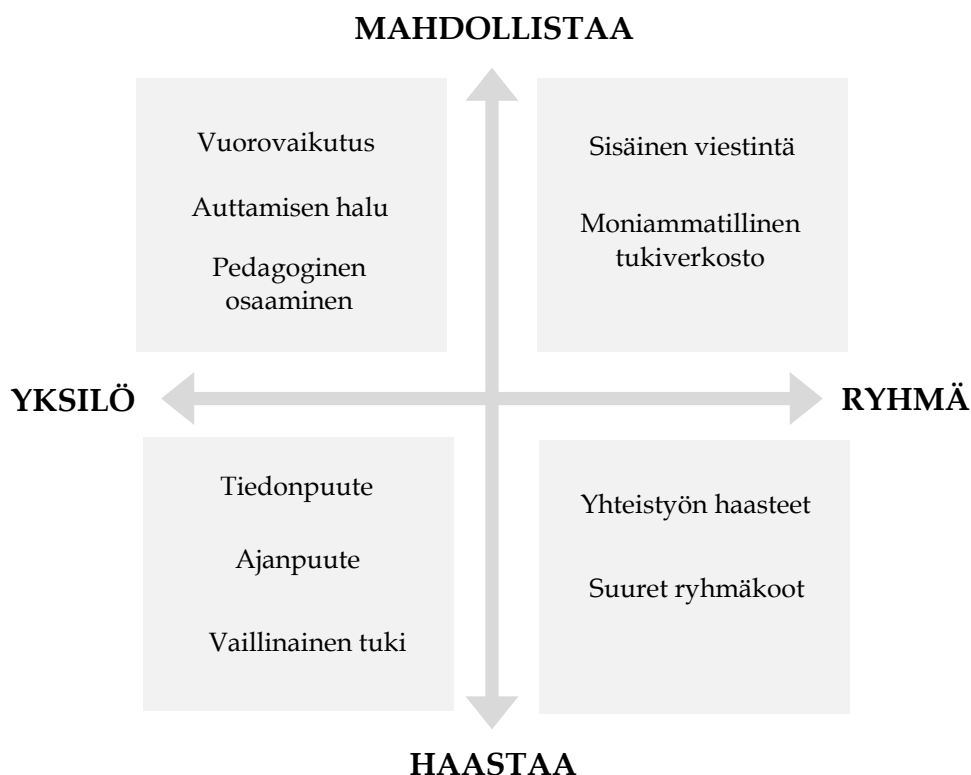 MAHDOLLISTAA
Vuorovaikutus
Auttamisen halu
Pedagoginen
osaaminen
Sisäinen viestintä
Moniammatillinen
tukiverkosto
YKSILÖ
RYHMÄ
Tiedonpuute
Ajanpuute
Vaillinainen tuki
Yhteistyön haasteet
Suuret ryhmäkoot
HAASTAA